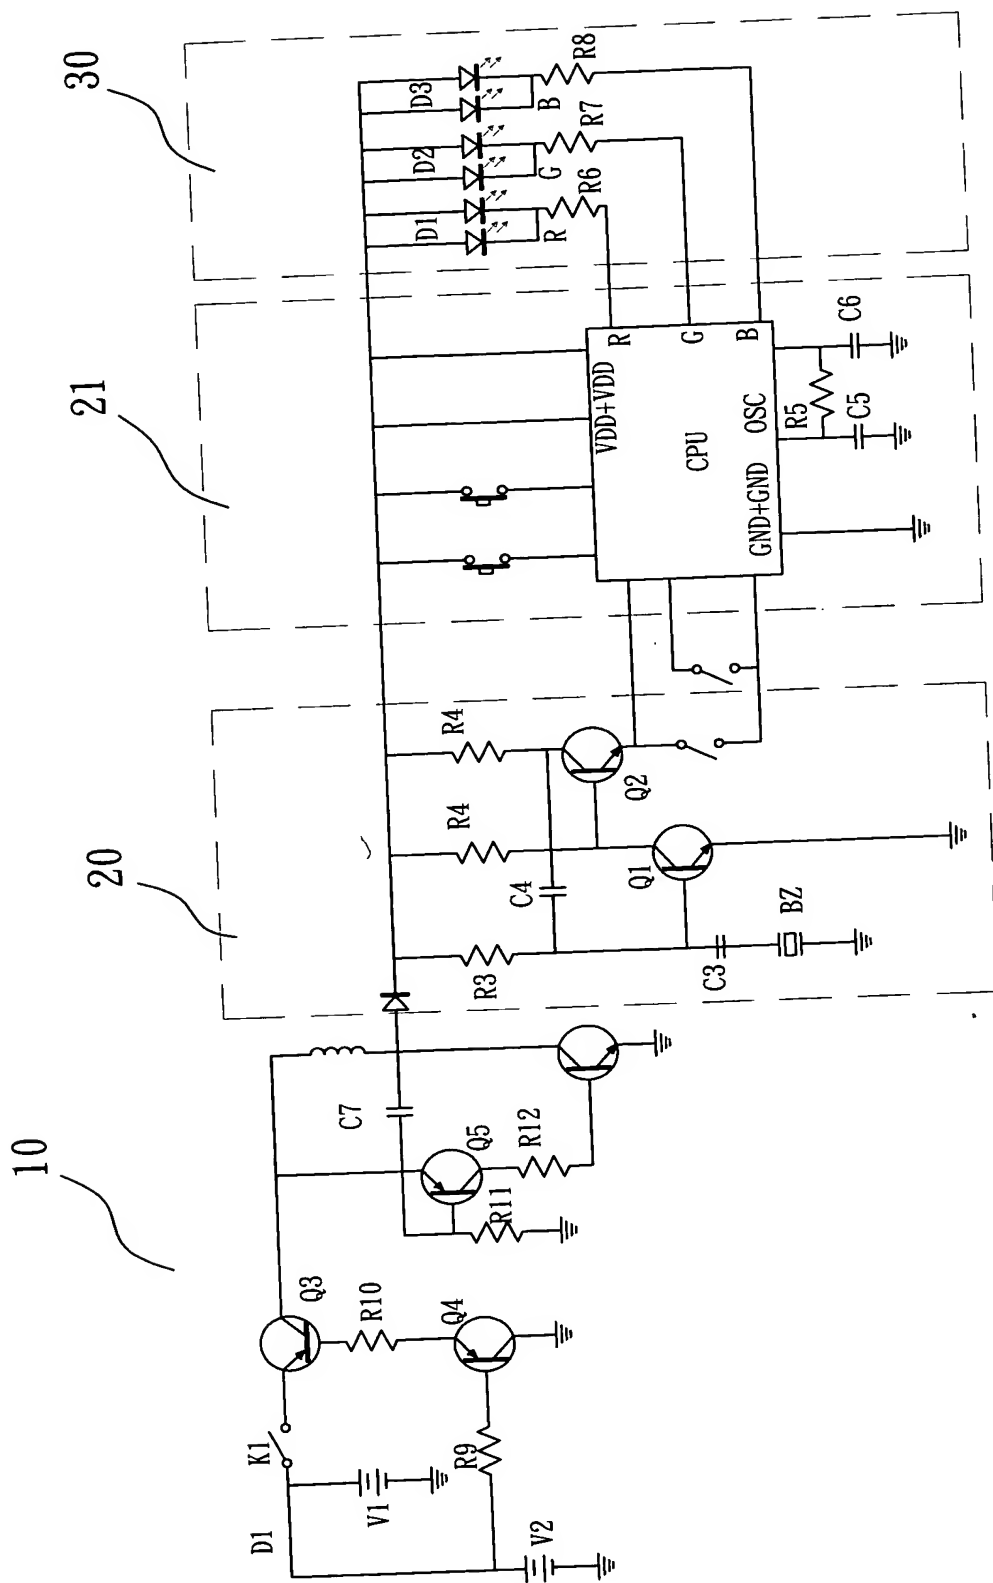 10
20
21
30
D1
K1
V1
V2
R9
Q3
R10
Q4
C7
Q5
R11
R12
R3
C4
R4
R4
Q2
Q1
C3
BZ
VDD+VDD
CPU
GND+GND
OSC
R
G
B
R5
C5
C6
D1
D2
D3
R
G
B
R6
R7
R8